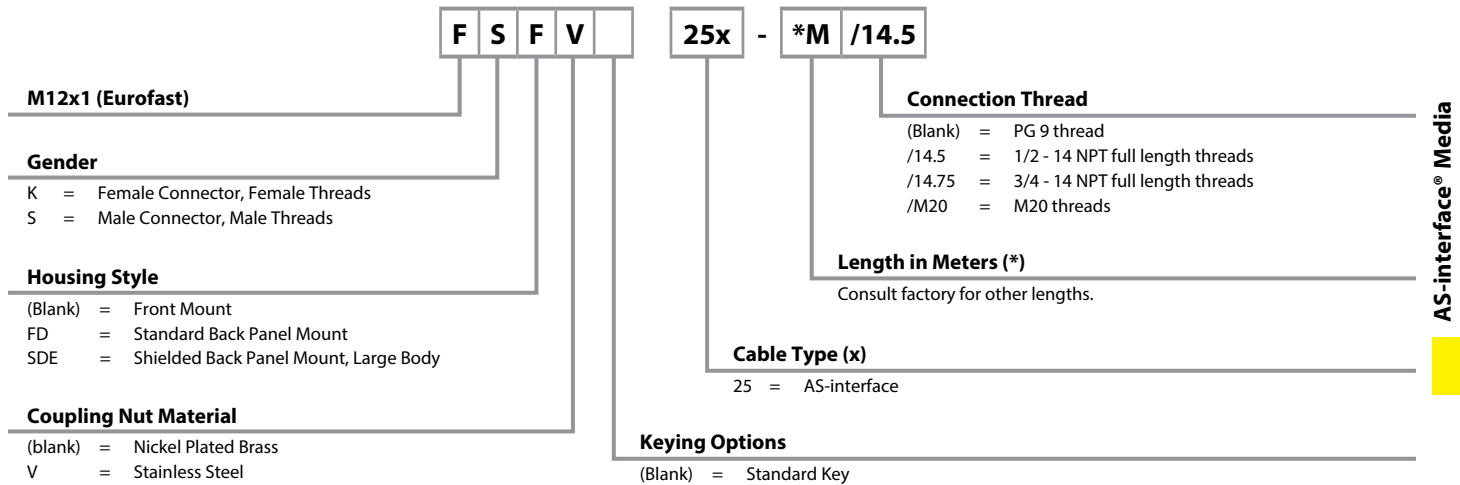 F S F V 25x - *M /14.5
M12x1 (Eurofast)
Gender
K = Female Connector, Female Threads
S = Male Connector, Male Threads
Housing Style
(Blank) = Front Mount
FD = Standard Back Panel Mount
SDE = Shielded Back Panel Mount, Large Body
Coupling Nut Material
(blank) = Nickel Plated Brass
V = Stainless Steel
Connection Thread
(Blank) = PG 9 thread
/14.5 = 1/2 - 14 NPT full length threads
/14.75 = 3/4 - 14 NPT full length threads
/M20 = M20 threads
Length in Meters (*)
Consult factory for other lengths.
Cable Type (x)
25 = AS-interface
Keying Options
(Blank) = Standard Key
AS-interface® Media